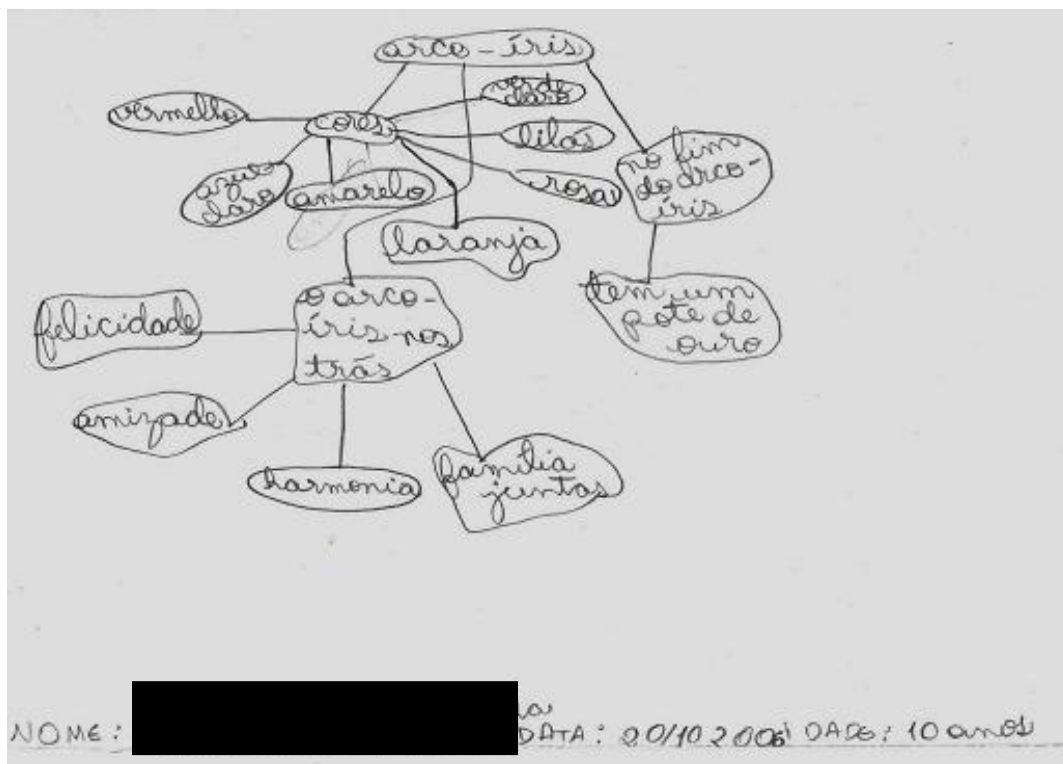 arco-íris
vermelho
cores
verde
claro
lilás
rosa
azul
claro
amarelo
laranja
no fim
do arco-
íris
tem um
pote de
ouro
o arco-
íris nos
trás
felicidade
amizade
harmonia
família
juntas
NOME:
DATA: 20/10 2006 IDADE: 10 anos